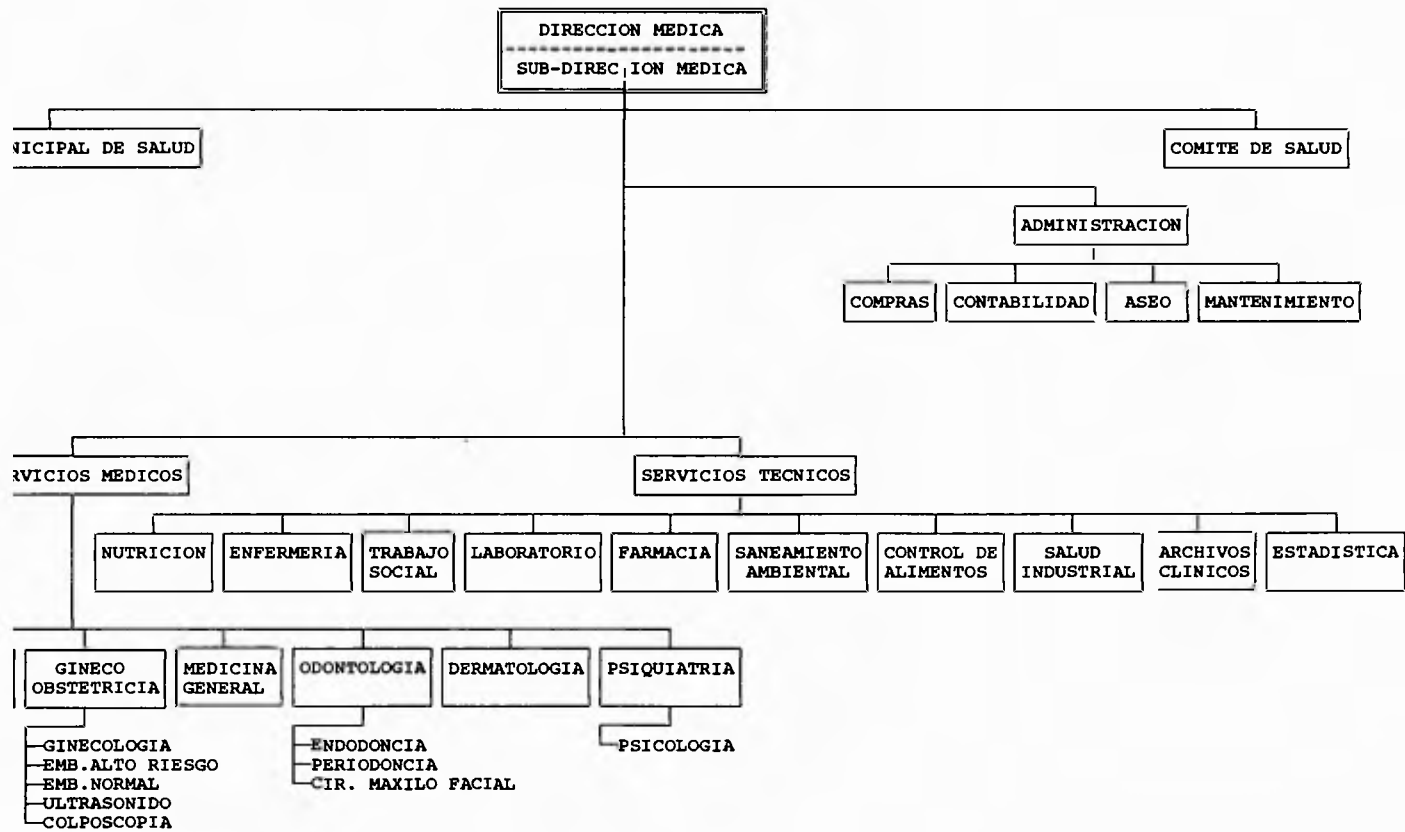 DIRECCION MEDICA
SUB-DIREC ION MEDICA
NICIPAL DE SALUD
COMITE DE SALUD
ADMINISTRACION
COMPRAS
CONTABILIDAD
ASEO
MANTENIMIENTO
RVICIOS MEDICOS
SERVICIOS TECNICOS
NUTRICION
ENFERMERIA
TRABAJO
SOCIAL
LABORATORIO
FARMACIA
SANEAMIENTO
AMBIENTAL
CONTROL DE
ALIMENTOS
SALUD
INDUSTRIAL
ARCHIVOS
CLINICOS
ESTADISTICA
GINECO
OBSTETRICIA
MEDICINA
GENERAL
ODONTOLOGIA
DERMATOLOGIA
PSIQUIATRIA
GINECOLOGIA
EMB.ALTO RIESGO
EMB.NORMAL
ULTRASONIDO
COLPOSCOPIA
ENDODONCIA
PERIODONCIA
CIR. MAXILO FACIAL
PSICOLOGIA